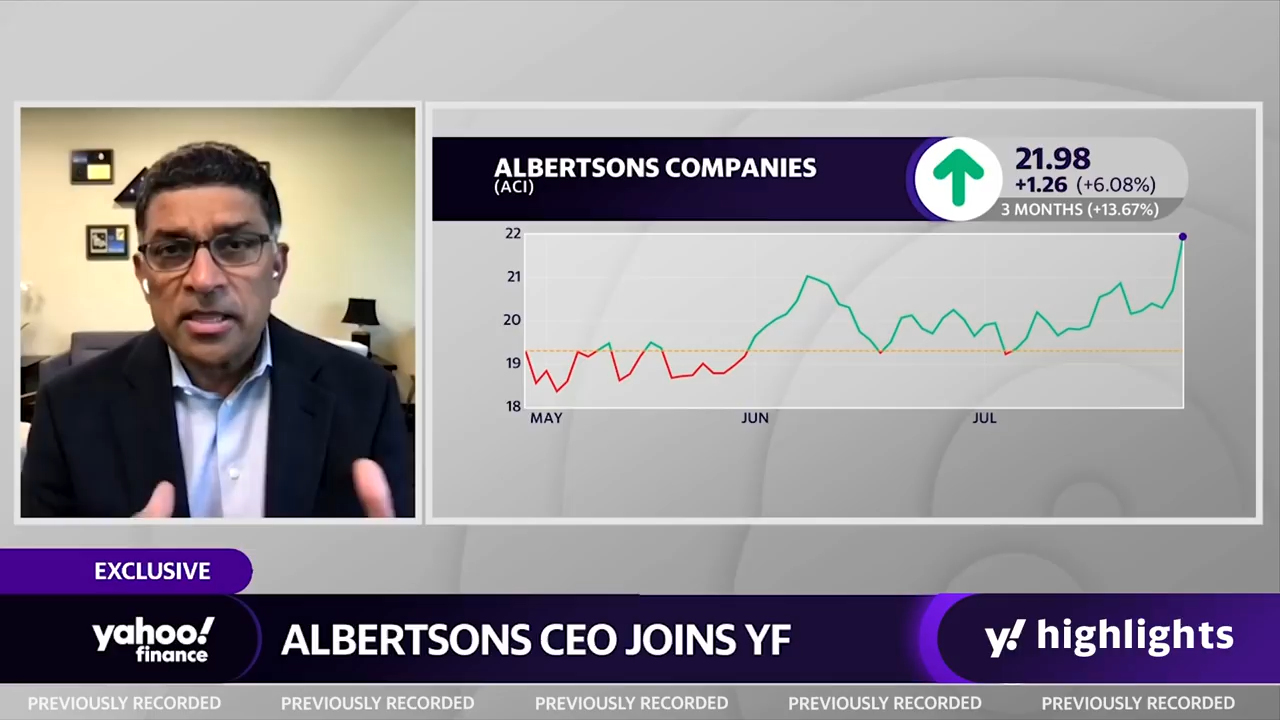 ALBERTSONS COMPANIES
(ACI)
21.98
+1.26 (+6.08%)
3 MONTHS (+13.67%)
22
21
20
19
18
MAY JUN JUL
EXCLUSIVE
yahoo!
finance
ALBERTSONS CEO JOINS YF
y! highlights
PREVIOUSLY RECORDED PREVIOUSLY RECORDED PREVIOUSLY RECORDED PREVIOUSLY RECORDED PREVIOUSLY RECORDED